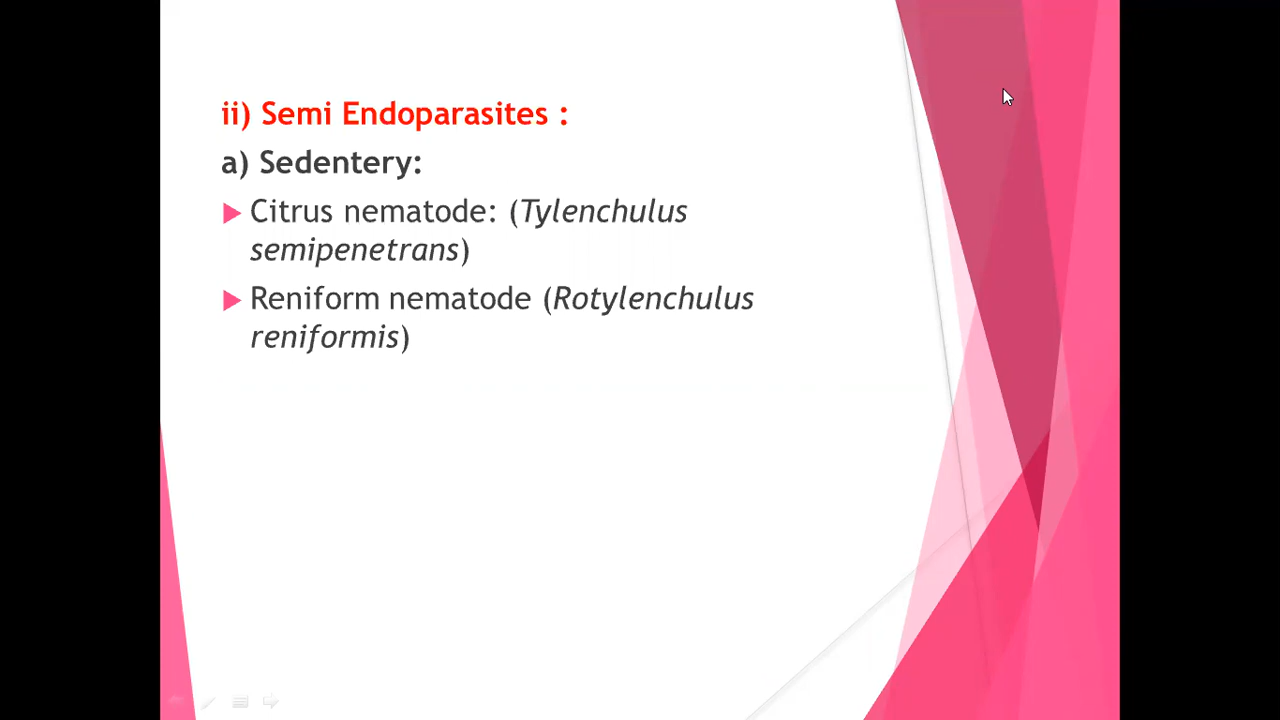 ii) Semi Endoparasites :
a) Sedentery:
Citrus nematode: (Tylenchulus
semipenetrans)
Reniform nematode (Rotylenchulus
reniformis)